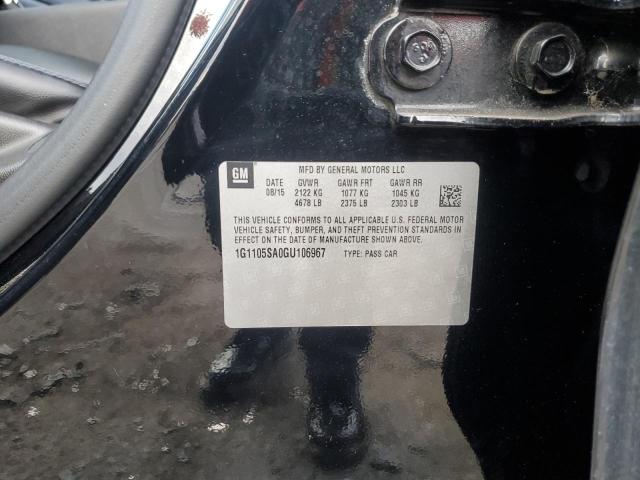 GM
MFD BY GENERAL MOTORS LLC
DATE GVWR GAWR FRT GAWR RR
08/15 2122 KG 1077 KG 1045 KG
4678 LB 2375 LB 2303 LB
THIS VEHICLE CONFORMS TO ALL APPLICABLE U.S. FEDERAL MOTOR
VEHICLE SAFETY, BUMPER, AND THEFT PREVENTION STANDARDS IN
EFFECT ON THE DATE OF MANUFACTURE SHOWN ABOVE.
1G1105SA0GU106967 TYPE: PASS CAR